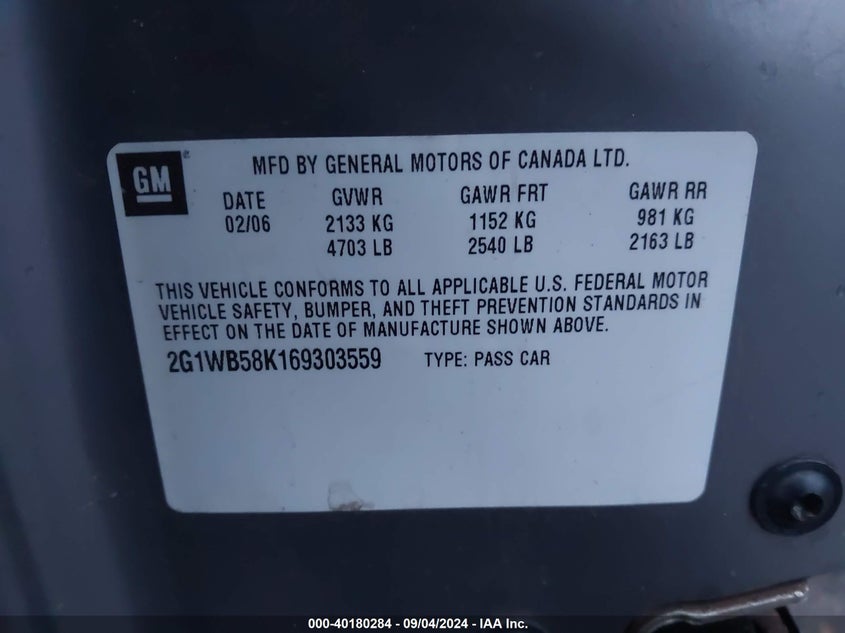 GM
MFD BY GENERAL MOTORS OF CANADA LTD.
DATE GVWR GAWR FRT GAWR RR
02/06 2133 KG 1152 KG 981 KG
4703 LB 2540 LB 2163 LB
THIS VEHICLE CONFORMS TO ALL APPLICABLE U.S. FEDERAL MOTOR
VEHICLE SAFETY, BUMPER, AND THEFT PREVENTION STANDARDS IN
EFFECT ON THE DATE OF MANUFACTURE SHOWN ABOVE.
2G1WB58K169303559 TYPE: PASS CAR
000-40180284 - 09/04/2024 - IAA Inc.